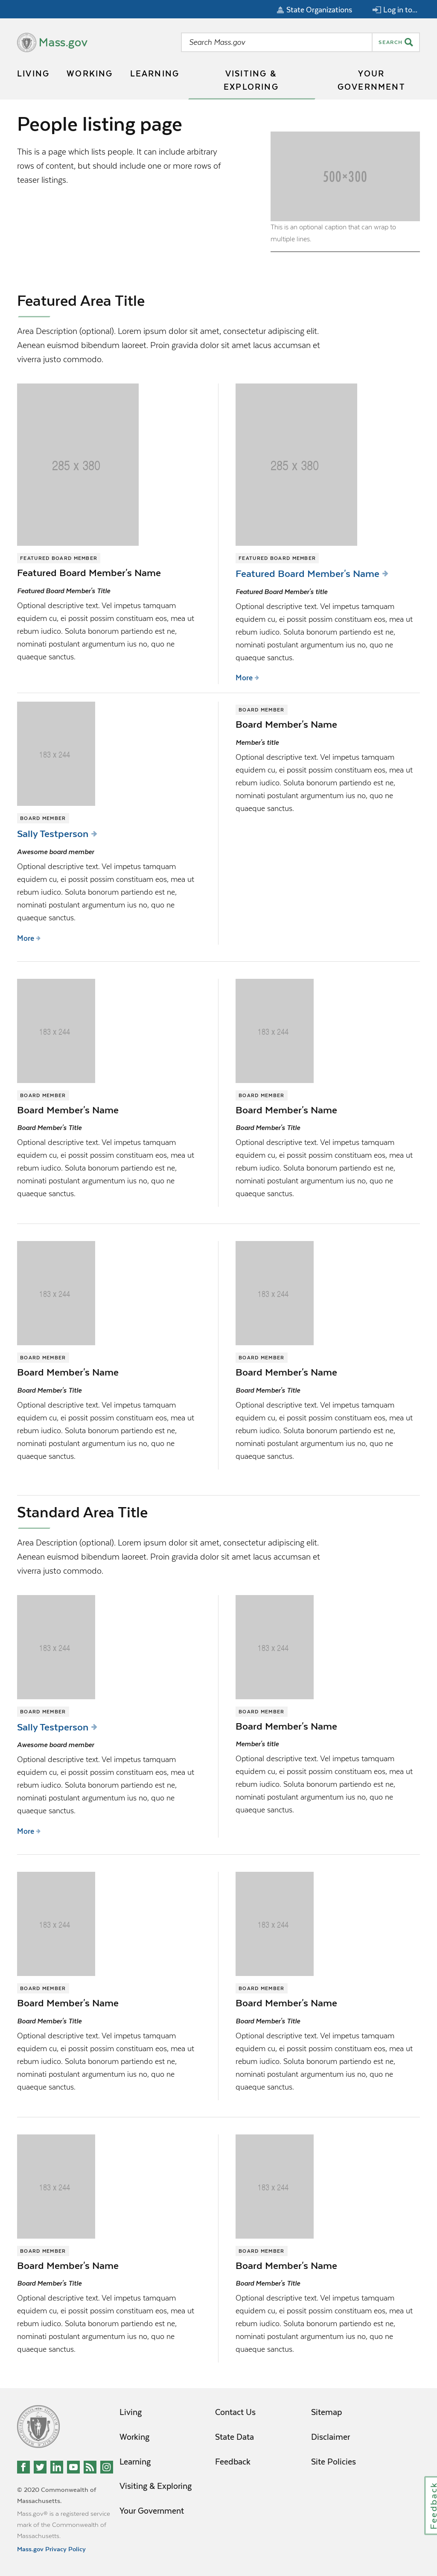 State Organizations
Log in to...
Mass.gov
Search Mass.gov
SEARCH
LIVING
WORKING
LEARNING
VISITING &
EXPLORING
YOUR
GOVERNMENT
People listing page
This is a page which lists people. It can include arbitrary
rows of content, but should include one or more rows of
teaser listings.
500×300
This is an optional caption that can wrap to
multiple lines.
Featured Area Title
Area Description (optional). Lorem ipsum dolor sit amet, consectetur adipiscing elit.
Aenean euismod bibendum laoreet. Proin gravida dolor sit amet lacus accumsan et
viverra justo commodo.
285 x 380
FEATURED BOARD MEMBER
Featured Board Member's Name
Featured Board Member's Title
Optional descriptive text. Vel impetus tamquam
equidem cu, ei possit possim constituam eos, mea ut
rebum iudico. Soluta bonorum partiendo est ne,
nominati postulant argumentum ius no, quo ne
quaeque sanctus.
285 x 380
FEATURED BOARD MEMBER
Featured Board Member's Name
Featured Board Member's title
Optional descriptive text. Vel impetus tamquam
equidem cu, ei possit possim constituam eos, mea ut
rebum iudico. Soluta bonorum partiendo est ne,
nominati postulant argumentum ius no, quo ne
quaeque sanctus.
More
183 x 244
BOARD MEMBER
Sally Testperson
Awesome board member
Optional descriptive text. Vel impetus tamquam
equidem cu, ei possit possim constituam eos, mea ut
rebum iudico. Soluta bonorum partiendo est ne,
nominati postulant argumentum ius no, quo ne
quaeque sanctus.
More
BOARD MEMBER
Board Member's Name
Member's title
Optional descriptive text. Vel impetus tamquam
equidem cu, ei possit possim constituam eos, mea ut
rebum iudico. Soluta bonorum partiendo est ne,
nominati postulant argumentum ius no, quo ne
quaeque sanctus.
183 x 244
BOARD MEMBER
Board Member's Name
Board Member's Title
Optional descriptive text. Vel impetus tamquam
equidem cu, ei possit possim constituam eos, mea ut
rebum iudico. Soluta bonorum partiendo est ne,
nominati postulant argumentum ius no, quo ne
quaeque sanctus.
183 x 244
BOARD MEMBER
Board Member's Name
Board Member's Title
Optional descriptive text. Vel impetus tamquam
equidem cu, ei possit possim constituam eos, mea ut
rebum iudico. Soluta bonorum partiendo est ne,
nominati postulant argumentum ius no, quo ne
quaeque sanctus.
183 x 244
BOARD MEMBER
Board Member's Name
Board Member's Title
Optional descriptive text. Vel impetus tamquam
equidem cu, ei possit possim constituam eos, mea ut
rebum iudico. Soluta bonorum partiendo est ne,
nominati postulant argumentum ius no, quo ne
quaeque sanctus.
183 x 244
BOARD MEMBER
Board Member's Name
Board Member's Title
Optional descriptive text. Vel impetus tamquam
equidem cu, ei possit possim constituam eos, mea ut
rebum iudico. Soluta bonorum partiendo est ne,
nominati postulant argumentum ius no, quo ne
quaeque sanctus.
Standard Area Title
Area Description (optional). Lorem ipsum dolor sit amet, consectetur adipiscing elit.
Aenean euismod bibendum laoreet. Proin gravida dolor sit amet lacus accumsan et
viverra justo commodo.
183 x 244
BOARD MEMBER
Sally Testperson
Awesome board member
Optional descriptive text. Vel impetus tamquam
equidem cu, ei possit possim constituam eos, mea ut
rebum iudico. Soluta bonorum partiendo est ne,
nominati postulant argumentum ius no, quo ne
quaeque sanctus.
More
183 x 244
BOARD MEMBER
Board Member's Name
Member's title
Optional descriptive text. Vel impetus tamquam
equidem cu, ei possit possim constituam eos, mea ut
rebum iudico. Soluta bonorum partiendo est ne,
nominati postulant argumentum ius no, quo ne
quaeque sanctus.
183 x 244
BOARD MEMBER
Board Member's Name
Board Member's Title
Optional descriptive text. Vel impetus tamquam
equidem cu, ei possit possim constituam eos, mea ut
rebum iudico. Soluta bonorum partiendo est ne,
nominati postulant argumentum ius no, quo ne
quaeque sanctus.
183 x 244
BOARD MEMBER
Board Member's Name
Board Member's Title
Optional descriptive text. Vel impetus tamquam
equidem cu, ei possit possim constituam eos, mea ut
rebum iudico. Soluta bonorum partiendo est ne,
nominati postulant argumentum ius no, quo ne
quaeque sanctus.
183 x 244
BOARD MEMBER
Board Member's Name
Board Member's Title
Optional descriptive text. Vel impetus tamquam
equidem cu, ei possit possim constituam eos, mea ut
rebum iudico. Soluta bonorum partiendo est ne,
nominati postulant argumentum ius no, quo ne
quaeque sanctus.
183 x 244
BOARD MEMBER
Board Member's Name
Board Member's Title
Optional descriptive text. Vel impetus tamquam
equidem cu, ei possit possim constituam eos, mea ut
rebum iudico. Soluta bonorum partiendo est ne,
nominati postulant argumentum ius no, quo ne
quaeque sanctus.
© 2020 Commonwealth of
Massachusetts.
Mass.gov® is a registered service
mark of the Commonwealth of
Massachusetts.
Mass.gov Privacy Policy
Living
Working
Learning
Visiting & Exploring
Your Government
Contact Us
State Data
Feedback
Sitemap
Disclaimer
Site Policies
Feedback